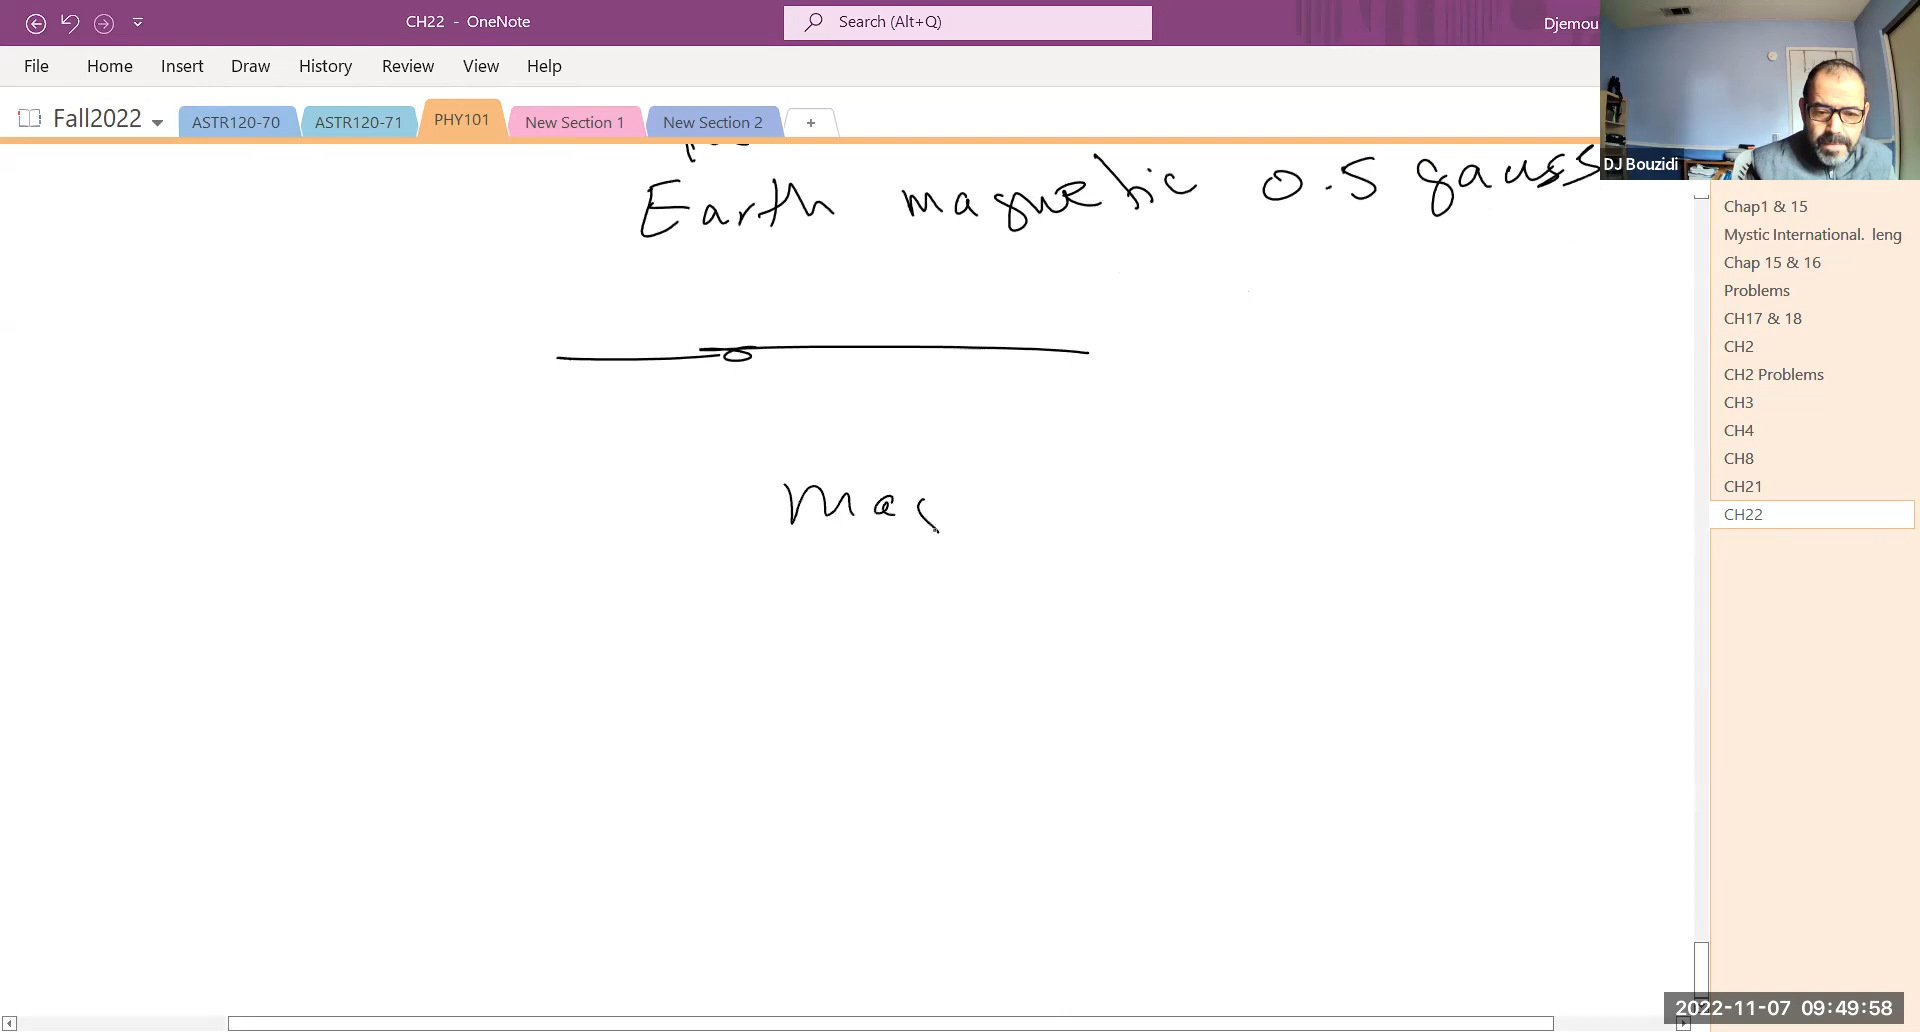 CH22 - OneNote
Search (Alt+Q)
Djemou
File Home Insert Draw History Review View Help
Fall2022
ASTR120-70
ASTR120-71
PHY101
New Section 1
New Section 2
+
Earth magnetic 0.5 gauss
Mag
DJ Bouzidi
Chap1 & 15
Mystic International. leng
Chap 15 & 16
Problems
CH17 & 18
CH2
CH2 Problems
CH3
CH4
CH8
CH21
CH22
2022-11-07 09:49:58